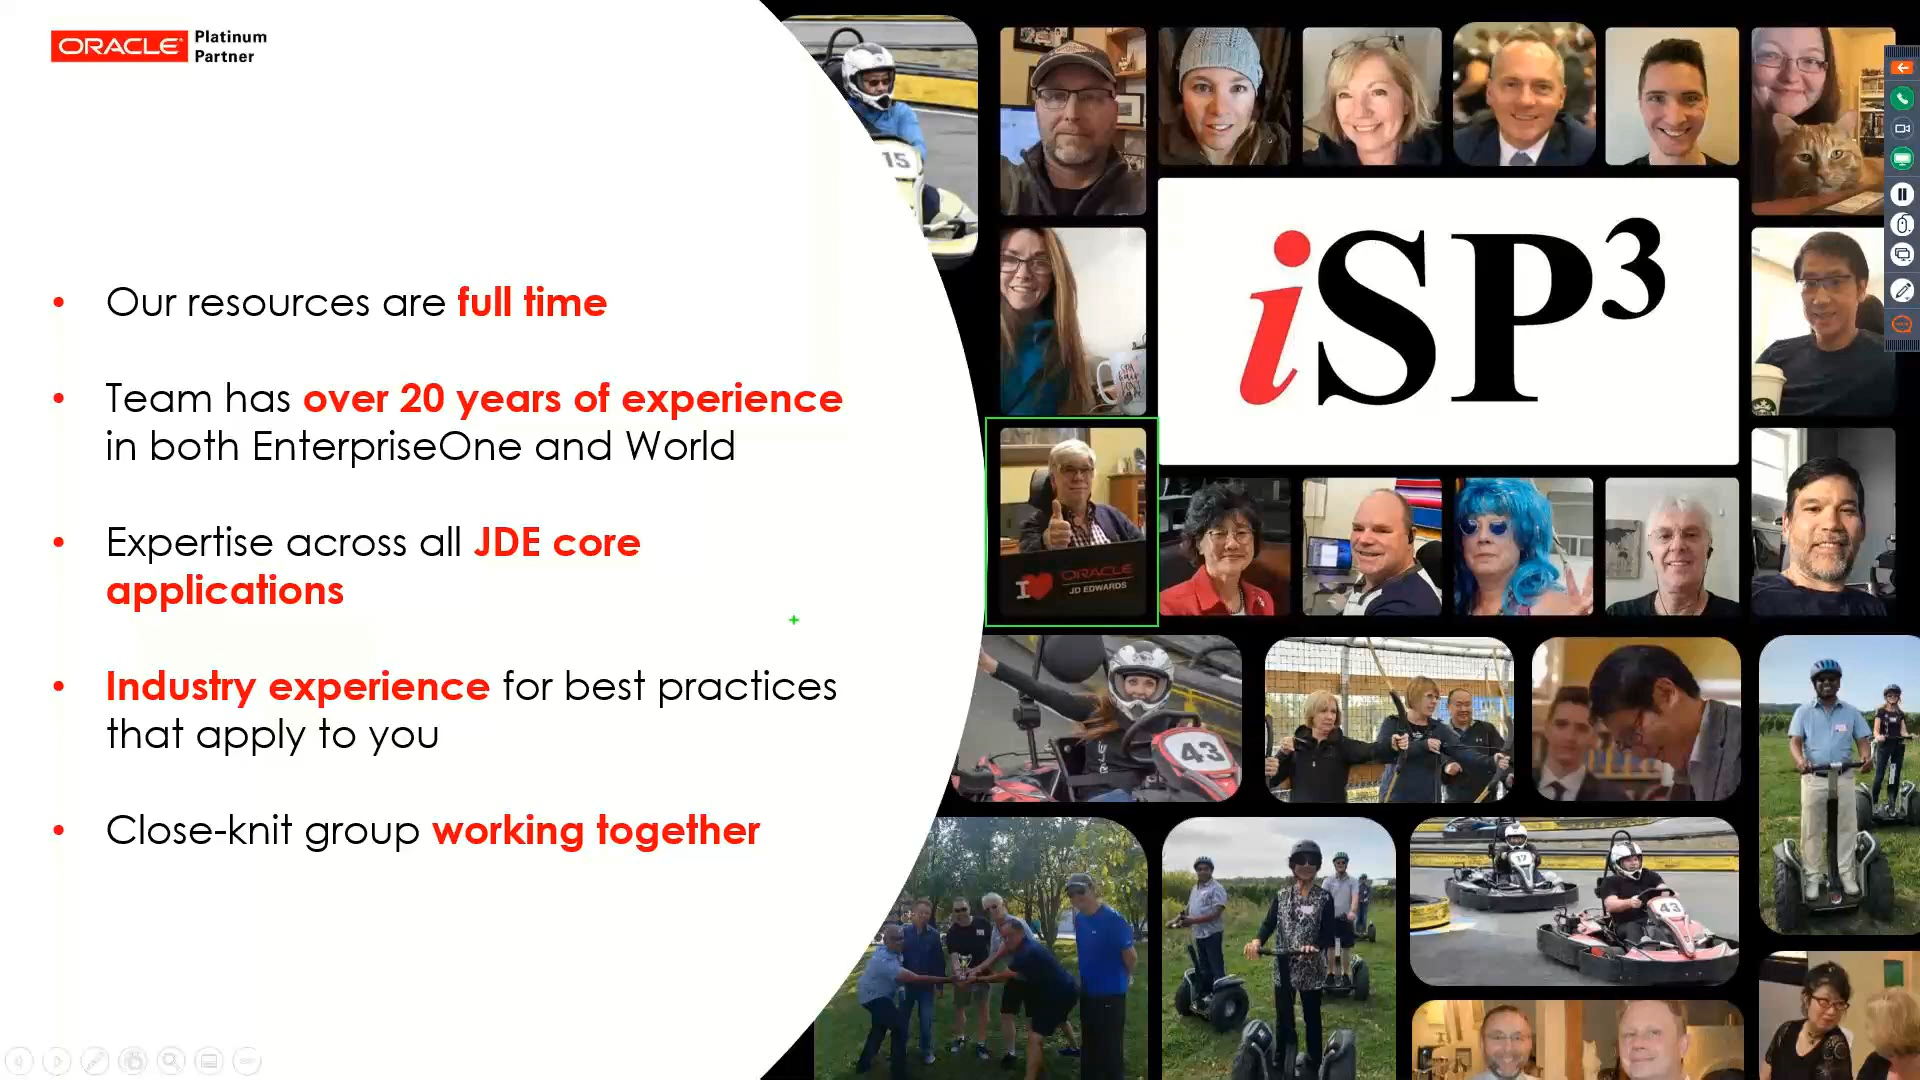 ORACLE Platinum
Partner
15
• Our resources are full time
• Team has over 20 years of experience
in both EnterpriseOne and World
• Expertise across all JDE core
applications
• Industry experience for best practices
that apply to you
• Close-knit group working together
iSP³
I ORACLE
JD EDWARDS
43
17
43